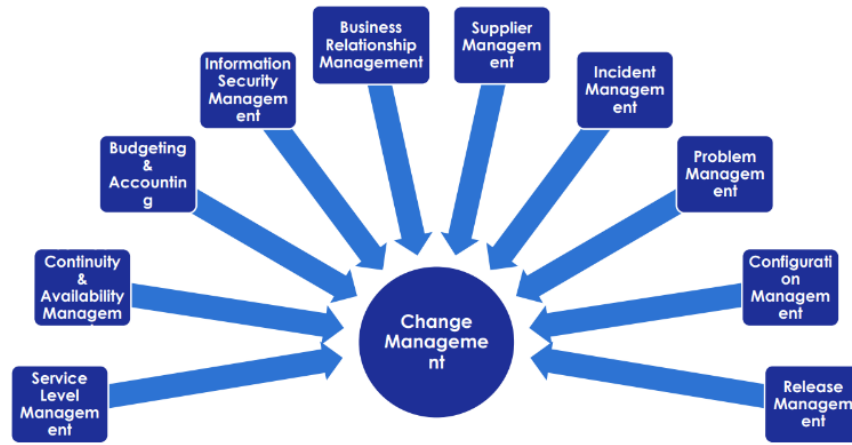 Business
Relationship
Management
Supplier
Managem
ent
Information
Security
Managem
ent
Incident
Managem
ent
Budgeting
&
Accountin
g
Problem
Managem
ent
Continuity
&
Availability
Managem
Configurati
on
Managem
ent
Change
Manageme
nt
Service
Level
Managem
ent
Release
Managem
ent